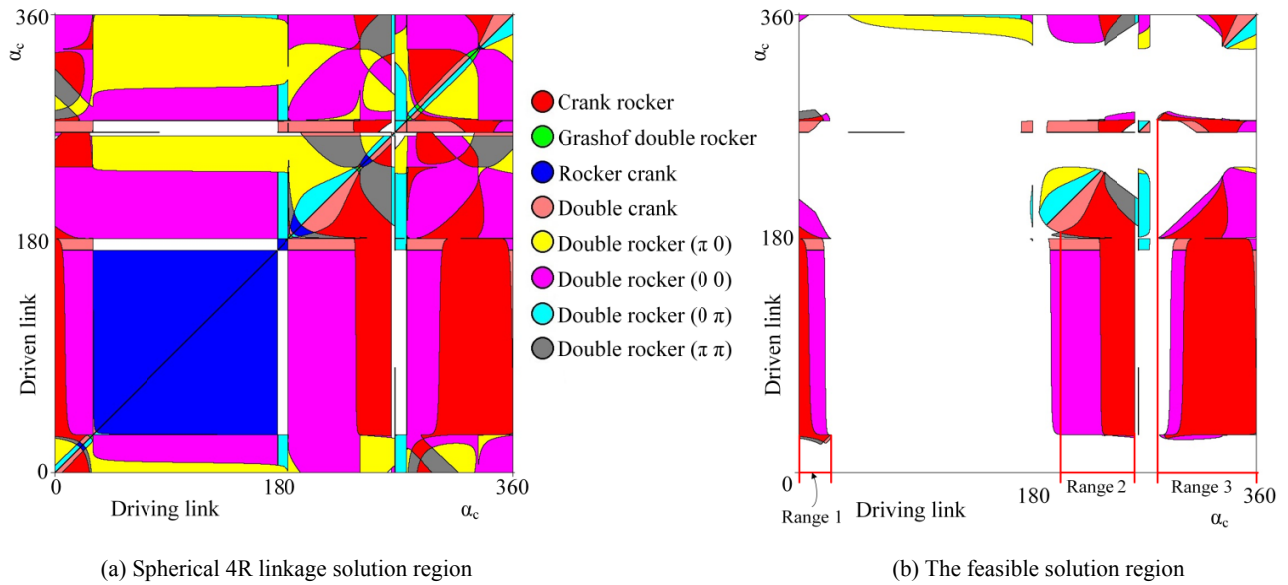 360
α_c
180
Driven link
0
0
180
360
Driving link
α_c
Crank rocker
Grashof double rocker
Rocker crank
Double crank
Double rocker (π 0)
Double rocker (0 0)
Double rocker (0 π)
Double rocker (π π)
360
α_c
180
Driven link
0
180
360
Range 1
Driving link
Range 2
Range 3
α_c
(a) Spherical 4R linkage solution region
(b) The feasible solution region